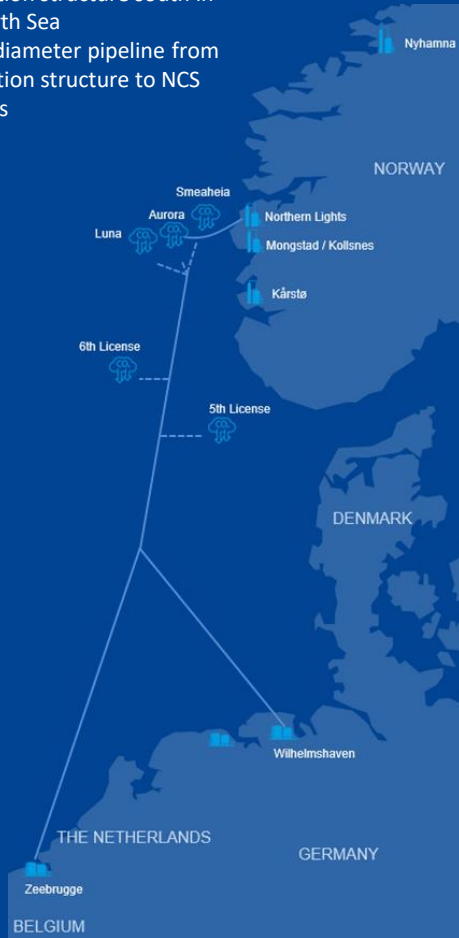 th Sea
diameter pipeline from
tion structure to NCS
s
Nyhamna
NORWAY
Smeaheia
Aurora
Northern Lights
Luna
Mongstad / Kollsnes
Kårstø
6th License
5th License
DENMARK
Wilhelmshaven
THE NETHERLANDS
GERMANY
Zeebrugge
BELGIUM